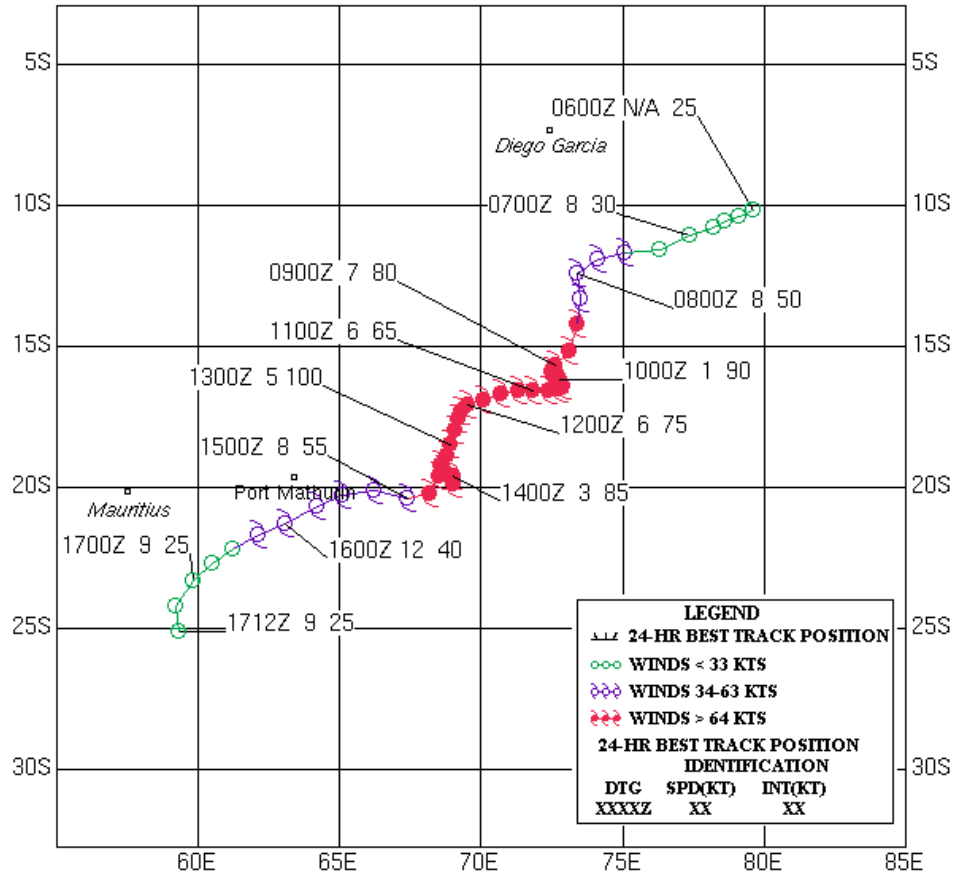 5S 5S
0600Z N/A 25
Diego Garcia
10S 10S
0700Z 8 30
0900Z 7 80
0800Z 8 50
1100Z 6 65
15S 15S
1000Z 1 90
1300Z 5 100
1200Z 6 75
1500Z 8 55
20S 20S
Port Mathurin
1400Z 3 85
Mauritius
1700Z 9 25
1600Z 12 40
1712Z 9 25
25S 25S
LEGEND
24-HR BEST TRACK POSITION
WINDS < 33 KTS
WINDS 34-63 KTS
WINDS > 64 KTS
24-HR BEST TRACK POSITION
IDENTIFICATION
DTG SPD(KT) INT(KT)
XXXXZ XX XX
30S 30S
60E 65E 70E 75E 80E 85E